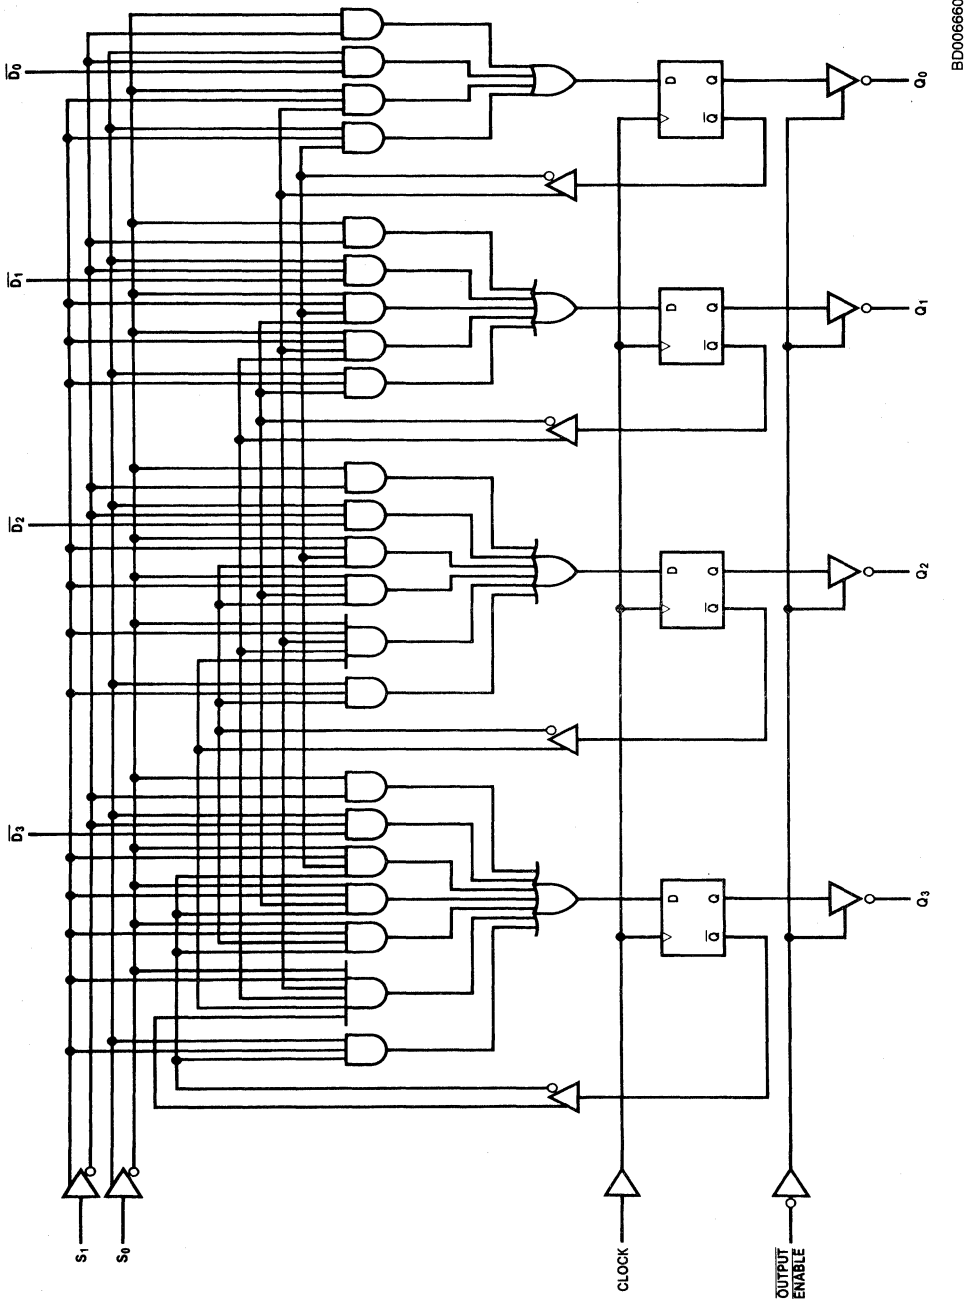 BD006660
D̅0
D
Q
Q̅
Q0
D̅1
D
Q
Q̅
Q1
D̅2
D
Q
Q̅
Q2
D̅3
D
Q
Q̅
Q3
S1
S0
CLOCK
OUTPUT
ENABLE